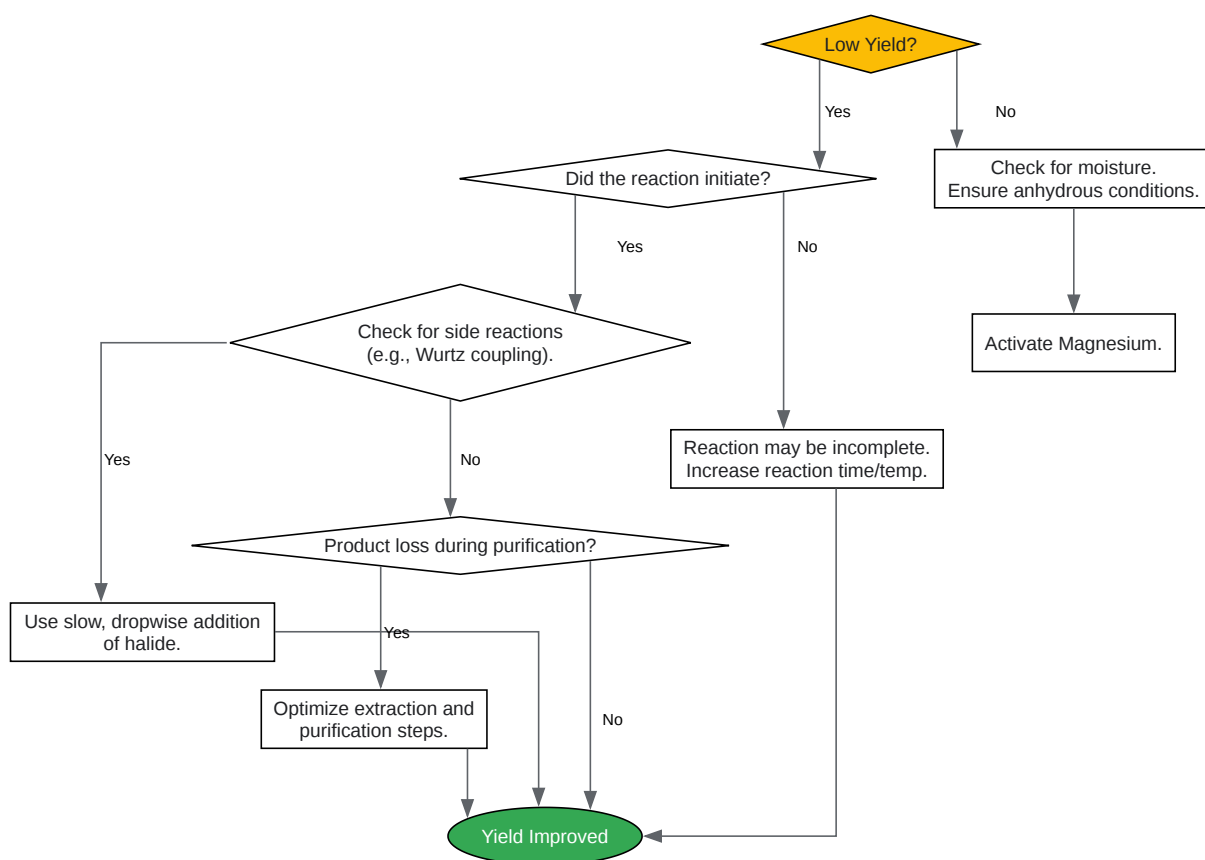 Low Yield?
Yes
No
Did the reaction initiate?
Check for moisture.
Ensure anhydrous conditions.
Yes
No
Check for side reactions
(e.g., Wurtz coupling).
Activate Magnesium.
Yes
No
Reaction may be incomplete.
Increase reaction time/temp.
Product loss during purification?
Use slow, dropwise addition
of halide.
Yes
Optimize extraction and
purification steps.
No
Yield Improved